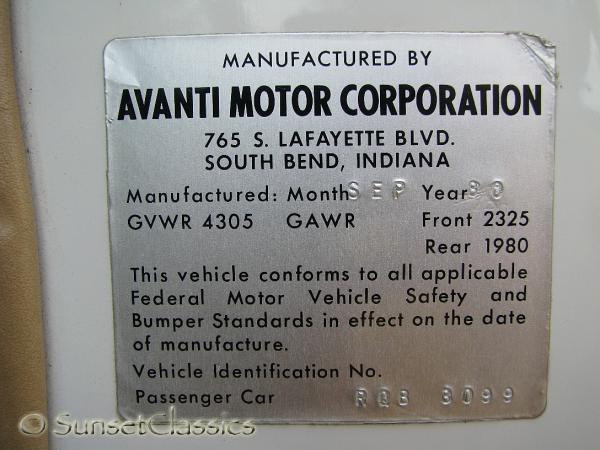 MANUFACTURED BY
AVANTI MOTOR CORPORATION
765 S. LAFAYETTE BLVD.
SOUTH BEND, INDIANA
Manufactured: Month SEP Year 80
GVWR 4305 GAWR Front 2325
Rear 1980
This vehicle conforms to all applicable
Federal Motor Vehicle Safety and
Bumper Standards in effect on the date
of manufacture.
Vehicle Identification No.
Passenger Car RQB 3099
© SunsetClassics